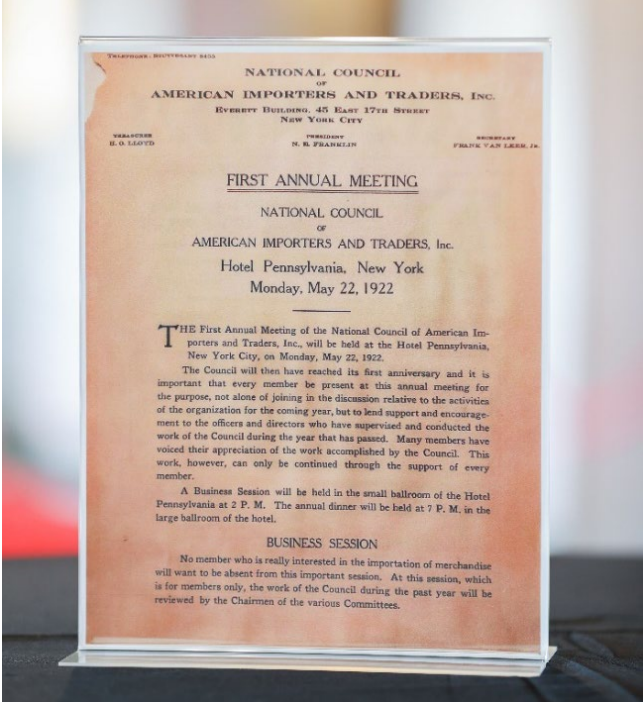 TELEPHONE: STUYVESANT 8453
NATIONAL COUNCIL
OF
AMERICAN IMPORTERS AND TRADERS, INC.
EVERETT BUILDING, 45 EAST 17TH STREET
NEW YORK CITY
TREASURER PRESIDENT SECRETARY
H. O. LLOYD N. B. FRANKLIN FRANK VAN LEER, JR.
FIRST ANNUAL MEETING
NATIONAL COUNCIL
OF
AMERICAN IMPORTERS AND TRADERS, Inc.
Hotel Pennsylvania, New York
Monday, May 22, 1922
THE First Annual Meeting of the National Council of American Im-
porters and Traders, Inc., will be held at the Hotel Pennsylvania,
New York City, on Monday, May 22, 1922.
The Council will then have reached its first anniversary and it is
important that every member be present at this annual meeting for
the purpose, not alone of joining in the discussion relative to the activities
of the organization for the coming year, but to lend support and encourage-
ment to the officers and directors who have supervised and conducted the
work of the Council during the year that has passed. Many members have
voiced their appreciation of the work accomplished by the Council. This
work, however, can only be continued through the support of every
member.
A Business Session will be held in the small ballroom of the Hotel
Pennsylvania at 2 P. M. The annual dinner will be held at 7 P. M. in the
large ballroom of the hotel.
BUSINESS SESSION
No member who is really interested in the importation of merchandise
will want to be absent from this important session. At this session, which
is for members only, the work of the Council during the past year will be
reviewed by the Chairmen of the various Committees.